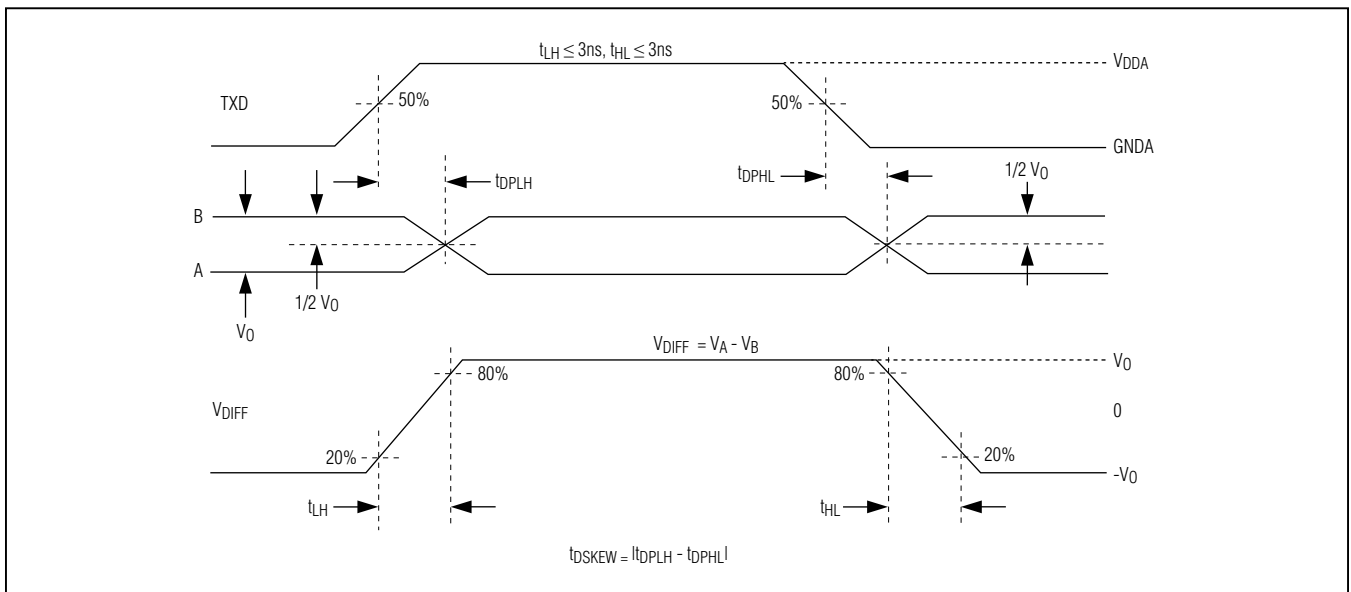 tLH ≤ 3ns, tHL ≤ 3ns
VDDA
TXD
50%
50%
GNDA
tDPLH
tDPHL
1/2 VO
B
A
1/2 VO
VO
VDIFF = VA - VB
VO
80%
80%
VDIFF
0
20%
20%
-VO
tLH
tHL
tDSKEW = |tDPLH - tDPHL|